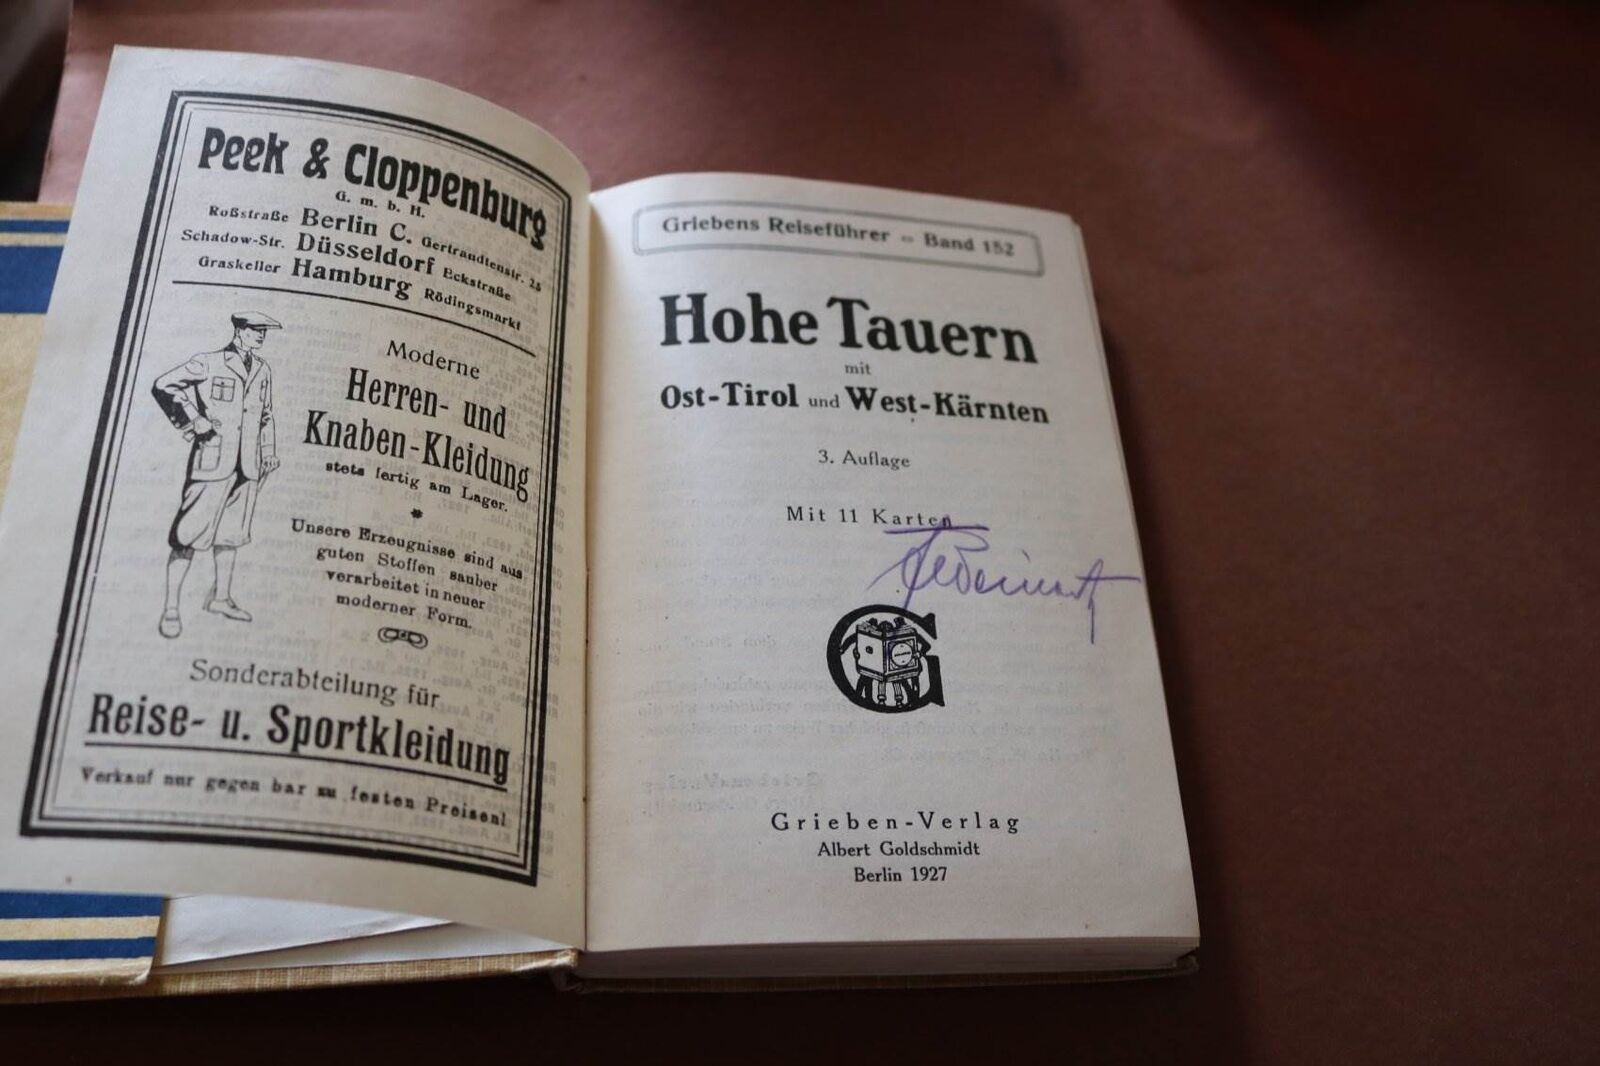 Peek & Cloppenburg
G. m. b. H.
Roßstraße Berlin C. Gertraudtenstr. 25
Schadow-Str. Düsseldorf Eckstraße
Graskeller Hamburg Rödingsmarkt
Moderne
Herren- und
Knaben-Kleidung
stets fertig am Lager.
*
Unsere Erzeugnisse sind aus
guten Stoffen sauber
verarbeitet in neuer
moderner Form.
Sonderabteilung für
Reise- u. Sportkleidung
Verkauf nur gegen bar zu festen Preisen!
Griebens Reiseführer = Band 152
Hohe Tauern
mit
Ost-Tirol und West-Kärnten
3. Auflage
Mit 11 Karten
G
Grieben-Verlag
Albert Goldschmidt
Berlin 1927